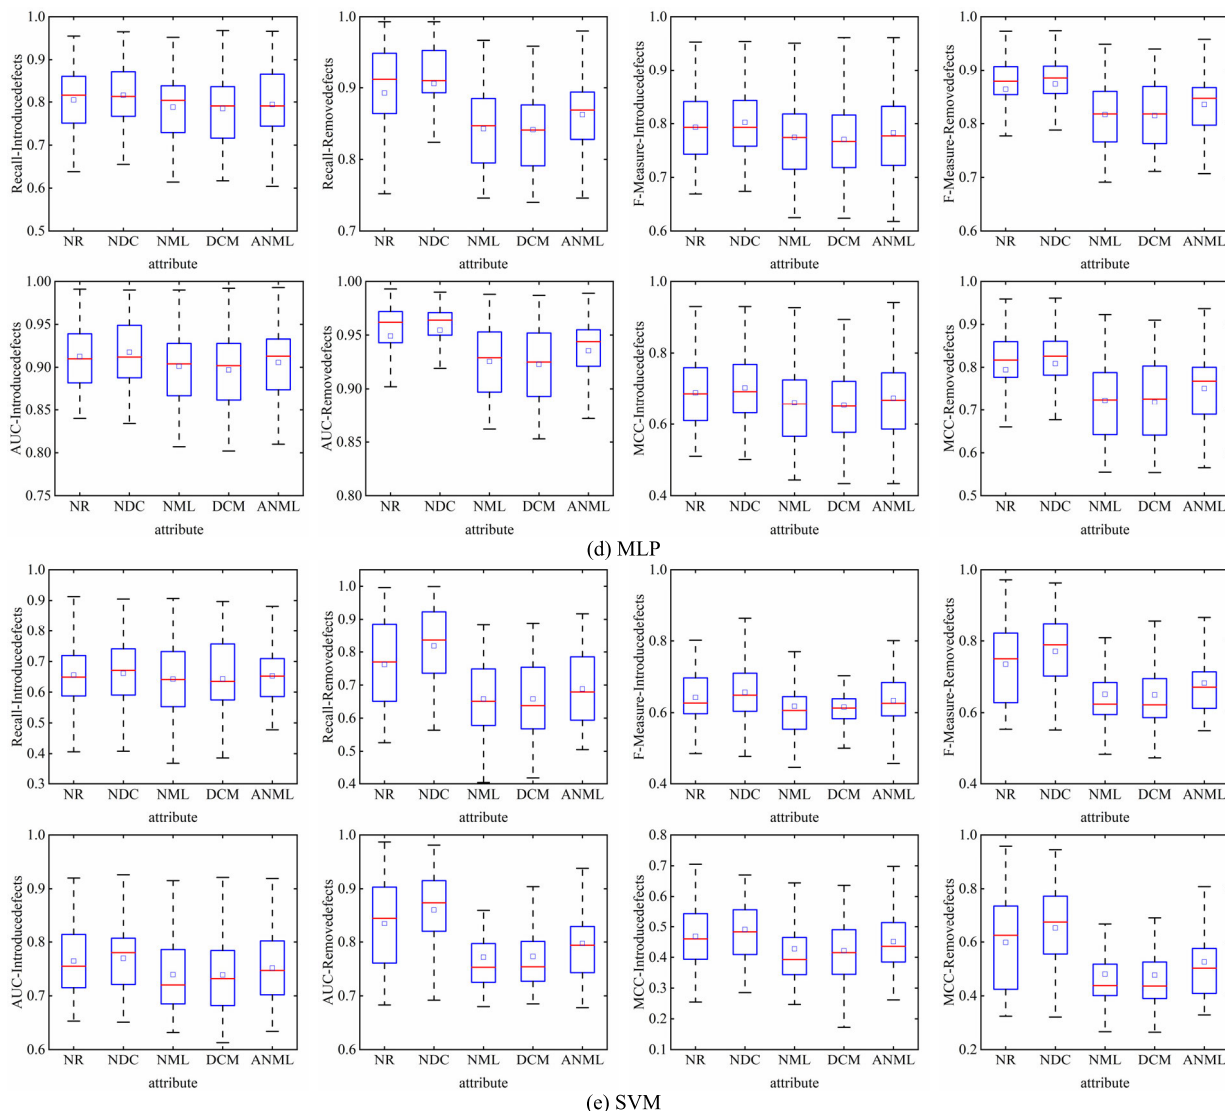 Recall-Introducedefects
1.0
0.9
0.8
0.7
0.6
0.5
NR NDC NML DCM ANML
attribute
Recall-Removedefects
1.0
0.9
0.8
0.7
NR NDC NML DCM ANML
attribute
F-Measure-Introducedefects
1.0
0.9
0.8
0.7
0.6
NR NDC NML DCM ANML
attribute
F-Measure-Removedefects
1.0
0.9
0.8
0.7
0.6
NR NDC NML DCM ANML
attribute
AUC-Introducedefects
1.00
0.95
0.90
0.85
0.80
0.75
NR NDC NML DCM ANML
attribute
AUC-Removedefects
1.00
0.95
0.90
0.85
0.80
NR NDC NML DCM ANML
attribute
MCC-Introducedefects
1.0
0.8
0.6
0.4
NR NDC NML DCM ANML
attribute
MCC-Removedefects
1.0
0.9
0.8
0.7
0.6
0.5
NR NDC NML DCM ANML
attribute
(d) MLP
Recall-Introducedefects
1.0
0.9
0.8
0.7
0.6
0.5
0.4
0.3
NR NDC NML DCM ANML
attribute
Recall-Removedefects
1.0
0.9
0.8
0.7
0.6
0.5
0.4
NR NDC NML DCM ANML
attribute
F-Measure-Introducedefects
1.0
0.8
0.6
0.4
NR NDC NML DCM ANML
attribute
F-Measure-Removedefects
1.0
0.8
0.6
0.4
NR NDC NML DCM ANML
attribute
AUC-Introducedefects
1.0
0.9
0.8
0.7
0.6
NR NDC NML DCM ANML
attribute
AUC-Removedefects
1.0
0.9
0.8
0.7
0.6
NR NDC NML DCM ANML
attribute
MCC-Introducedefects
0.8
0.7
0.6
0.5
0.4
0.3
0.2
0.1
NR NDC NML DCM ANML
attribute
MCC-Removedefects
1.0
0.8
0.6
0.4
0.2
NR NDC NML DCM ANML
attribute
(e) SVM